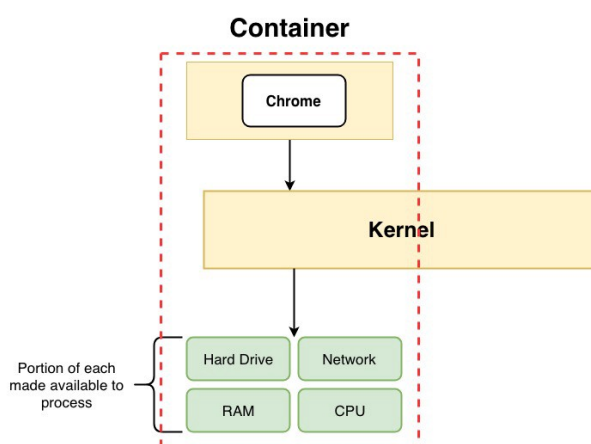 Container
Chrome
Kernel
Hard Drive
Network
Portion of each
made available to
process
RAM
CPU